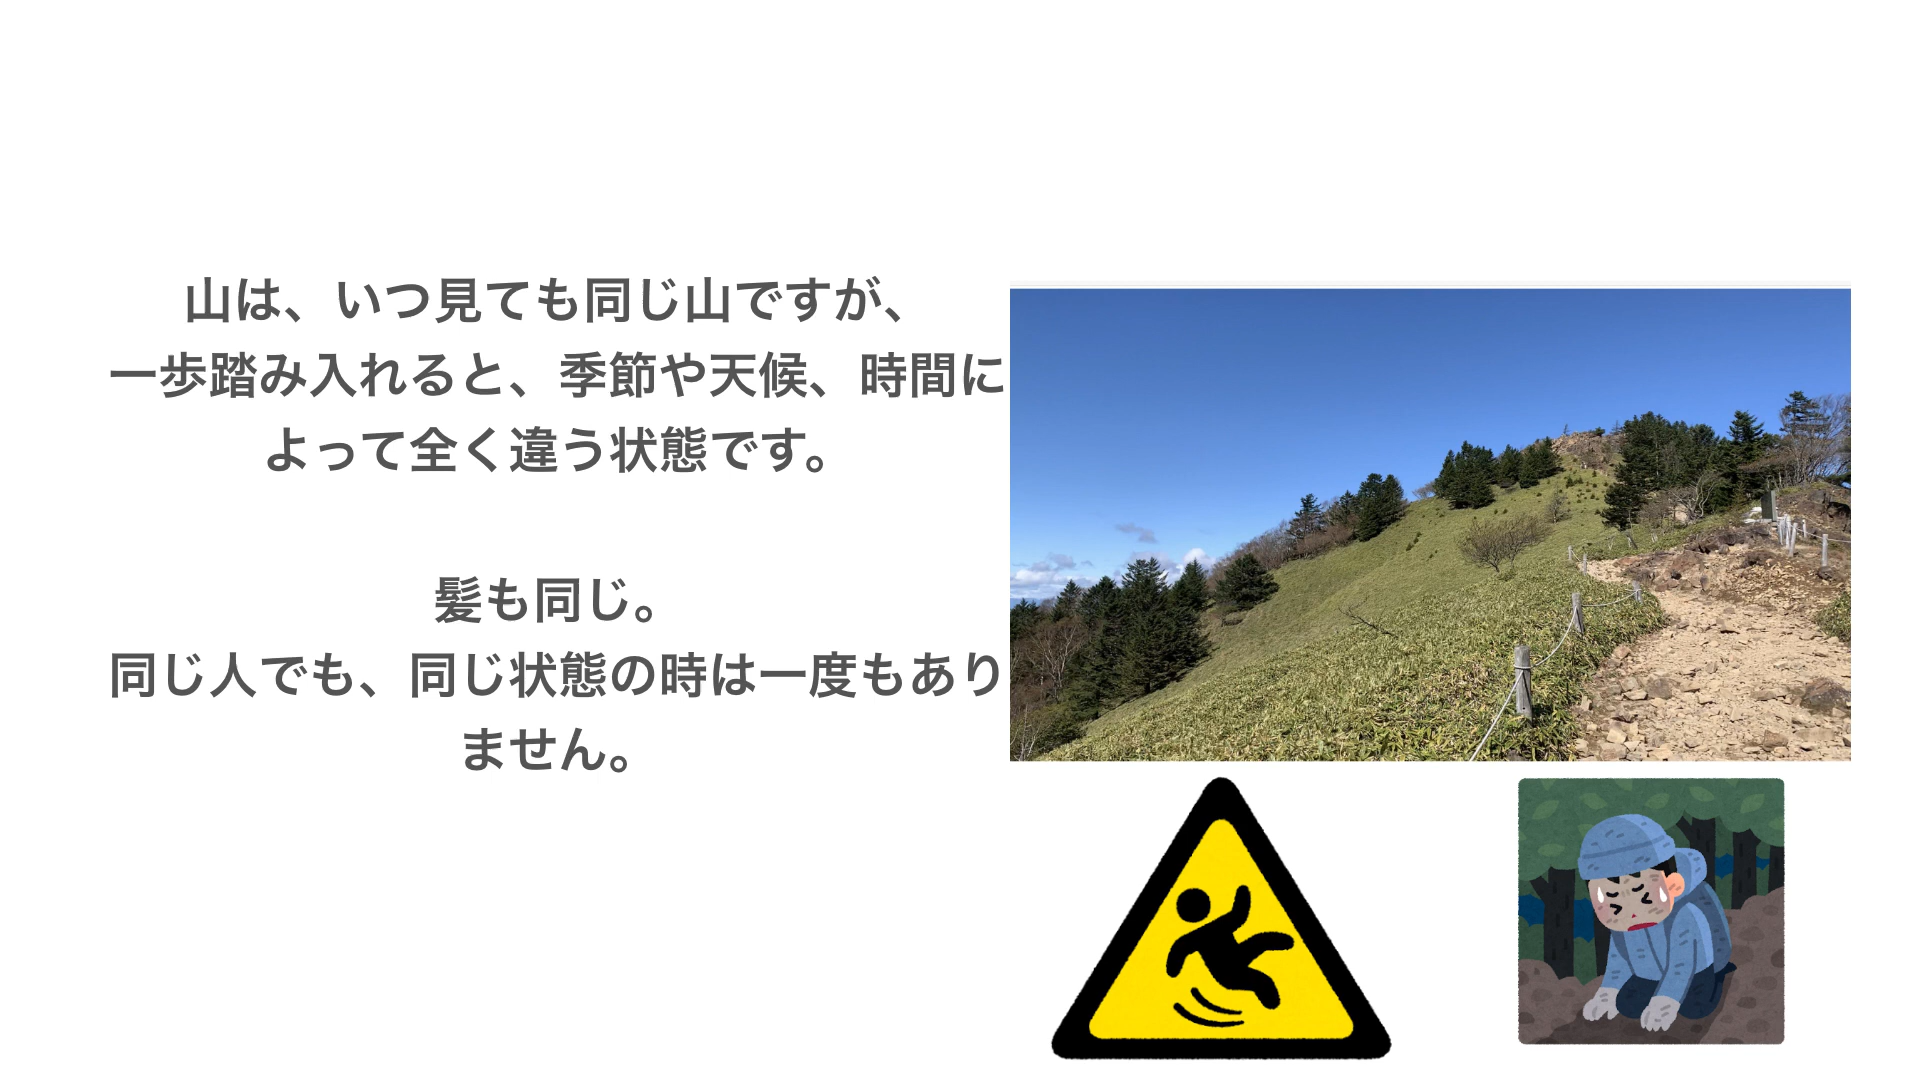 山は、いつ見ても同じ山ですが、
一歩踏み入れると、季節や天候、時間に
よって全く違う状態です。
髪も同じ。
同じ人でも、同じ状態の時は一度もあり
ません。